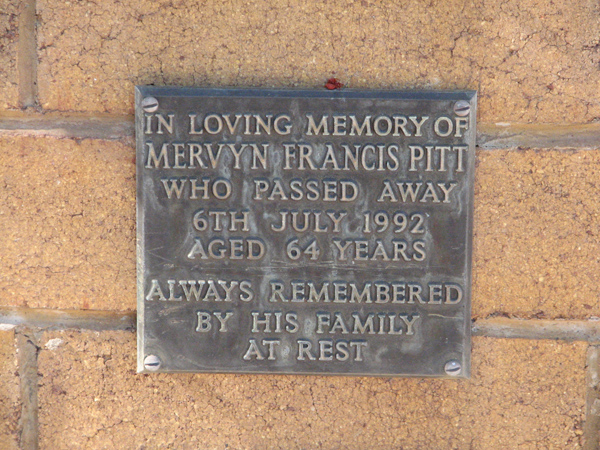 IN LOVING MEMORY OF
MERVYN FRANCIS PITT
WHO PASSED AWAY
6TH JULY 1992
AGED 64 YEARS
ALWAYS REMEMBERED
BY HIS FAMILY
AT REST